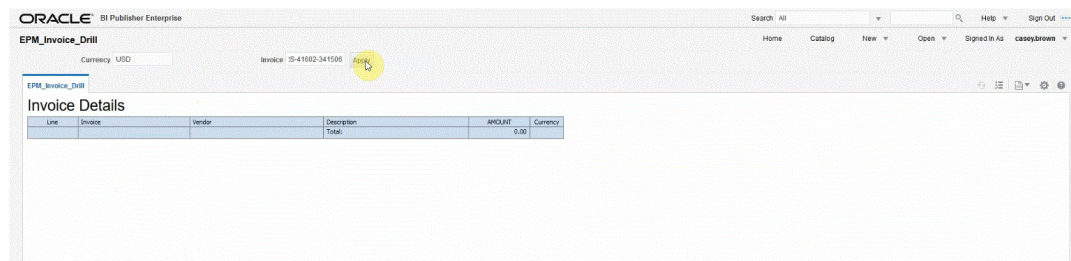 ORACLE BI Publisher Enterprise Search All Help Sign Out
EPM_Invoice_Drill Home Catalog New Open Signed In As casey.brown
Currency USD Invoice :S-41602-341506 Apply
EPM_Invoice_Drill
Invoice Details
Line Invoice Vendor Description AMOUNT Currency
Total: 0.00